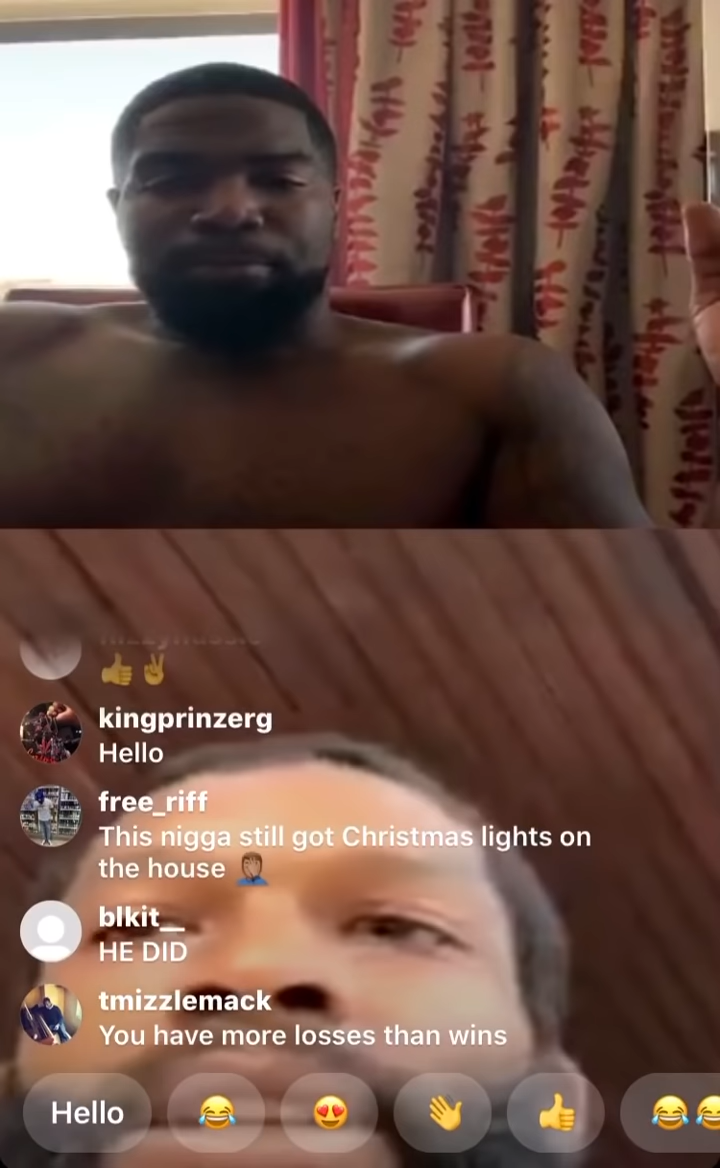 👍✌️
kingprinzerg
Hello
free_riff
This nigga still got Christmas lights on
the house 🤦🏽‍♂️
blkit__
HE DID
tmizzlemack
You have more losses than wins
Hello 😂 😍 👋 👍 😂😂